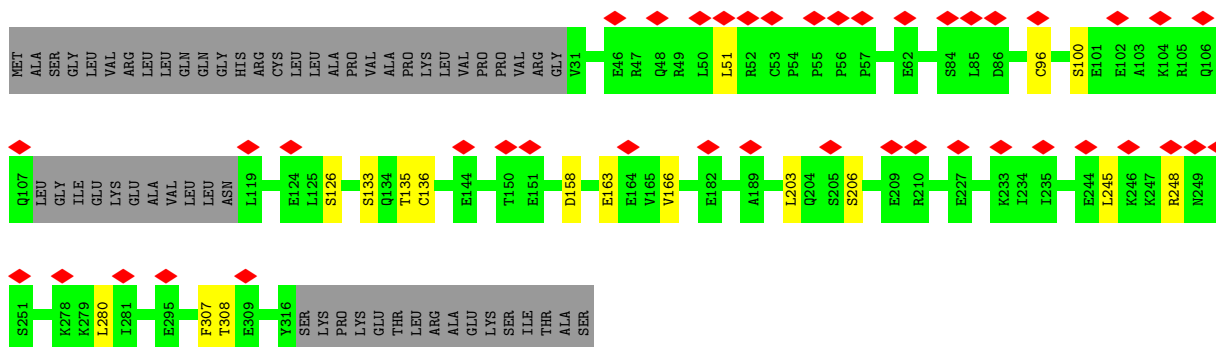 MET ALA SER GLY LEU VAL ARG LEU LEU GLN GLN GLY HIS ARG CYS LEU LEU ALA PRO VAL ALA PRO LYS LEU VAL PRO PRO VAL ARG GLY V31 E46 R47 Q48 R49 L50 L51 R52 C53 P54 P55 P56 P57 E62 S84 L85 D86 C96 S100 E101 E102 A103 K104 R105 Q106
Q107 LEU GLY ILE GLU LYS GLU ALA VAL LEU LEU ASN L119 E124 L125 S126 S133 Q134 T135 C136 E144 T150 E151 D158 E163 E164 V165 V166 E182 A189 L203 Q204 S205 S206 E209 R210 E227 K233 I234 I235 E244 L245 K246 K247 R248 N249
S251 K278 K279 L280 I281 E295 F307 T308 E309 Y316 SER LYS PRO LYS GLU THR LEU ARG ALA GLU LYS SER ILE THR ALA SER